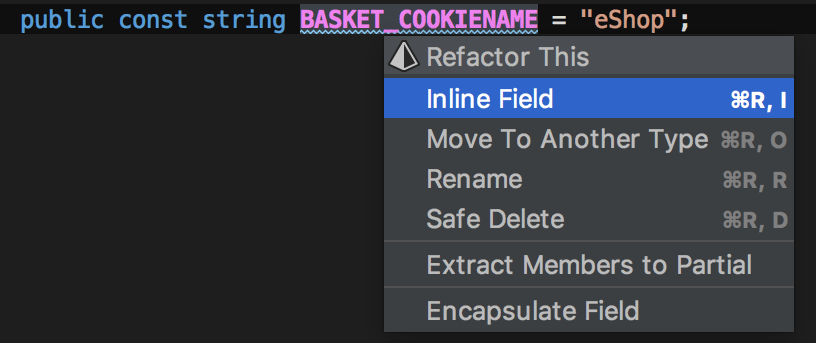 public const string BASKET_COOKIENAME = "eShop";
Refactor This
Inline Field ⌘R, I
Move To Another Type ⌘R, O
Rename ⌘R, R
Safe Delete ⌘R, D
Extract Members to Partial
Encapsulate Field